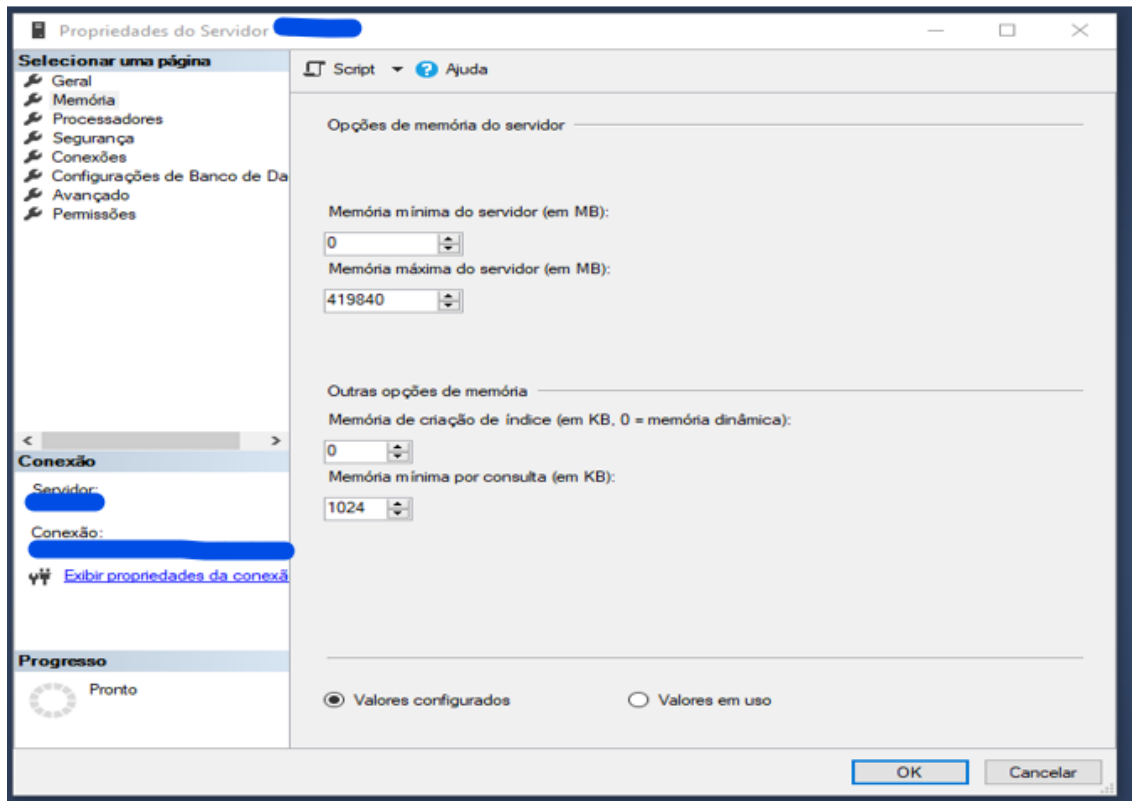 Propriedades do Servidor
Selecionar uma página
Geral
Memória
Processadores
Segurança
Conexões
Configurações de Banco de Da
Avançado
Permissões
Conexão
Servidor:
Conexão:
Exibir propriedades da conexã
Progresso
Pronto
Script
Ajuda
Opções de memória do servidor
Memória mínima do servidor (em MB):
0
Memória máxima do servidor (em MB):
419840
Outras opções de memória
Memória de criação de índice (em KB, 0 = memória dinâmica):
0
Memória mínima por consulta (em KB):
1024
Valores configurados
Valores em uso
OK
Cancelar